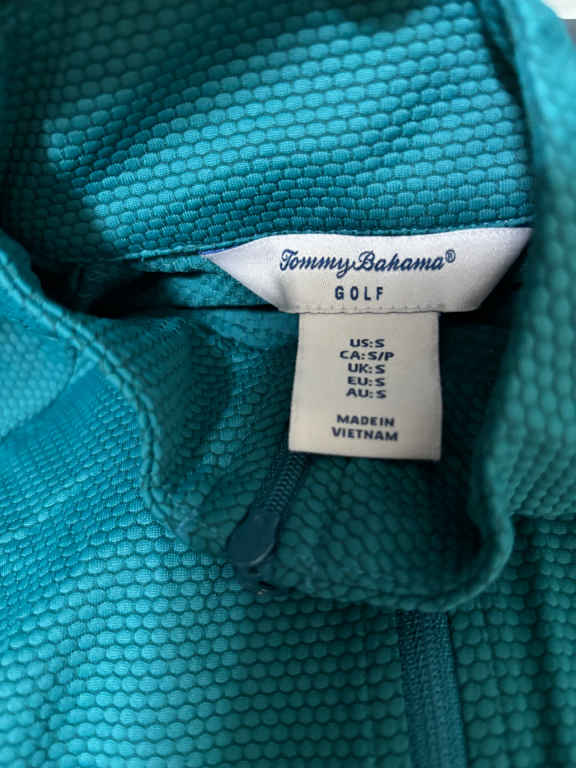 Tommy Bahama®
GOLF
US:S
CA:S/P
UK:S
EU:S
AU:S
MADE IN
VIETNAM